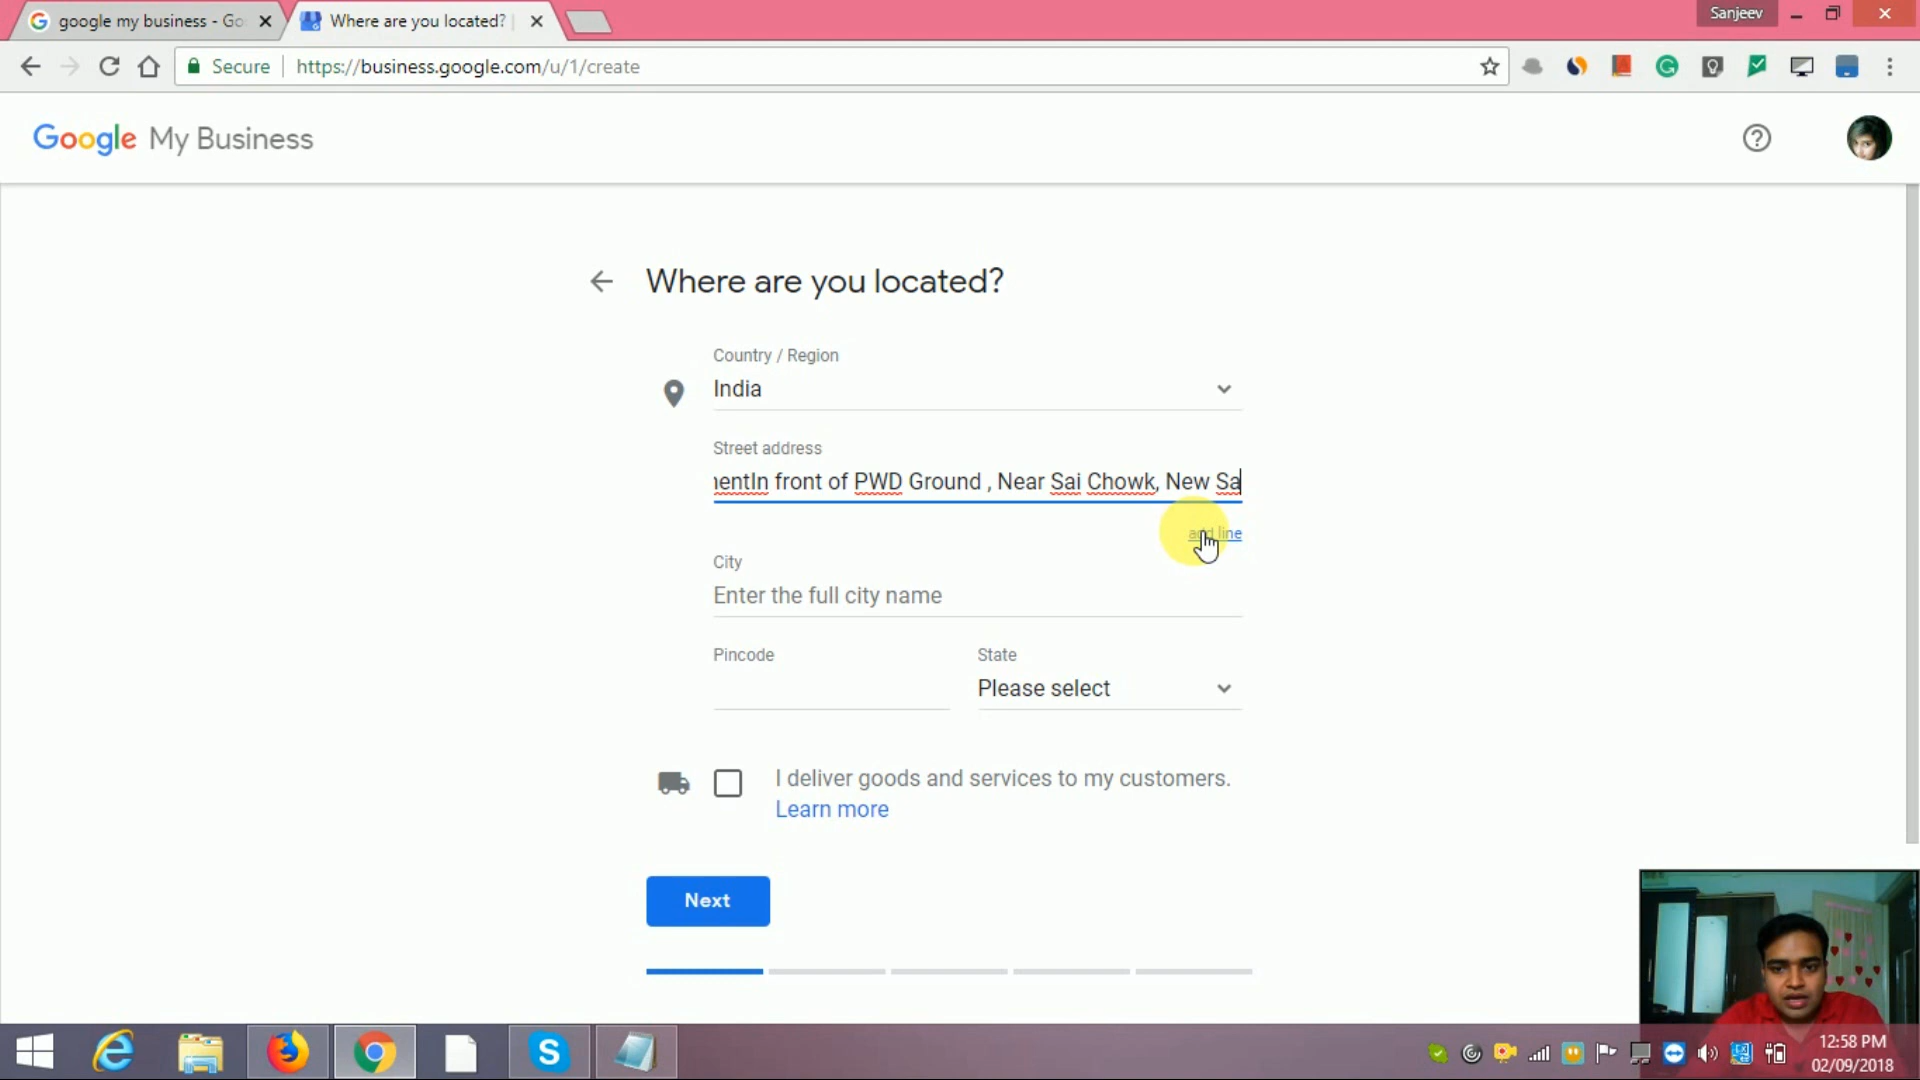 google my business - Go
Where are you located?
Sanjeev
Secure
https://business.google.com/u/1/create
Google My Business
Where are you located?
Country / Region
India
Street address
In front of PWD Ground , Near Sai Chowk, New Sa
add line
City
Enter the full city name
Pincode
State
Please select
I deliver goods and services to my customers.
Learn more
Next
12:58 PM
02/09/2018